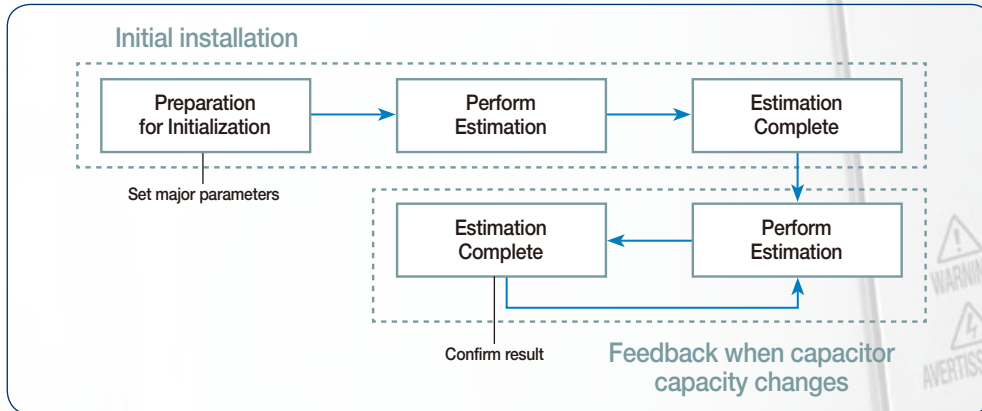 Initial installation
Preparation
for Initialization
Perform
Estimation
Estimation
Complete
Set major parameters
Estimation
Complete
Perform
Estimation
Confirm result
Feedback when capacitor
capacity changes
WARNIN
AVERTISS